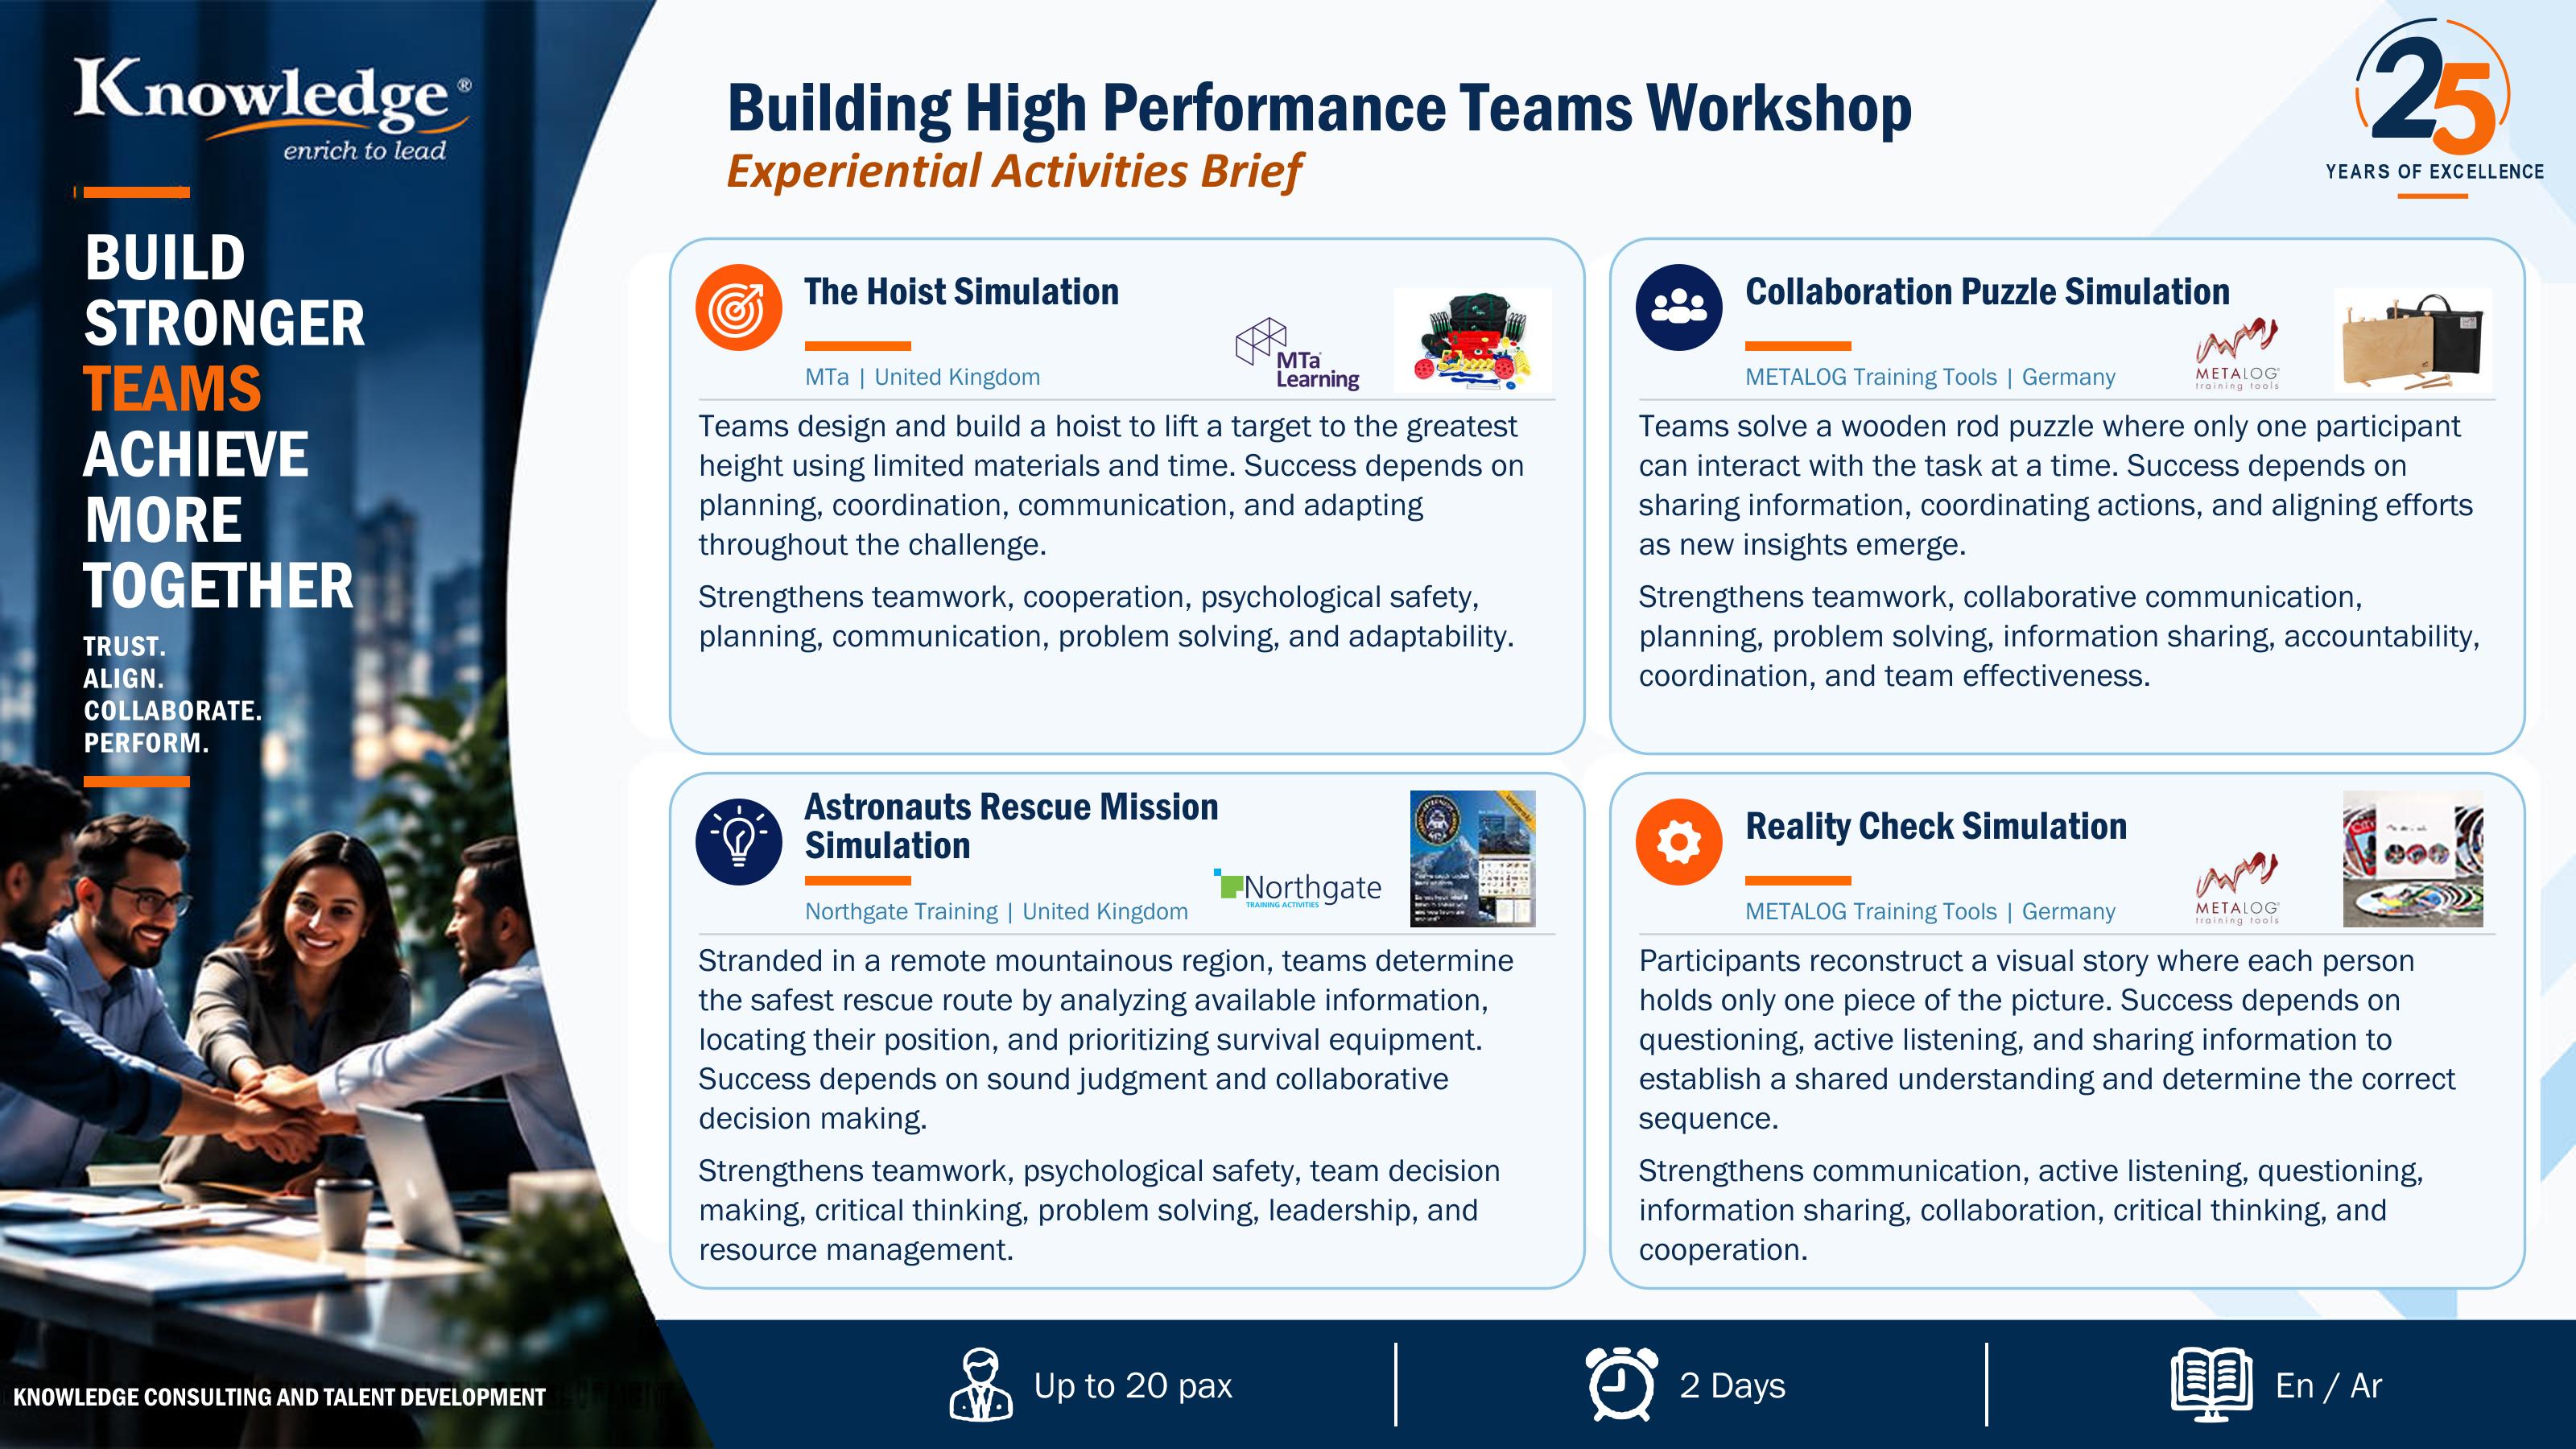 Knowledge®
enrich to lead
BUILD
STRONGER
TEAMS
ACHIEVE
MORE
TOGETHER
TRUST.
ALIGN.
COLLABORATE.
PERFORM.
KNOWLEDGE CONSULTING AND TALENT DEVELOPMENT
Building High Performance Teams Workshop
Experiential Activities Brief
25
YEARS OF EXCELLENCE
The Hoist Simulation
MTa | United Kingdom
MTa
Learning
Teams design and build a hoist to lift a target to the greatest
height using limited materials and time. Success depends on
planning, coordination, communication, and adapting
throughout the challenge.
Strengthens teamwork, cooperation, psychological safety,
planning, communication, problem solving, and adaptability.
Collaboration Puzzle Simulation
METALOG Training Tools | Germany
METALOG®
training tools
Teams solve a wooden rod puzzle where only one participant
can interact with the task at a time. Success depends on
sharing information, coordinating actions, and aligning efforts
as new insights emerge.
Strengthens teamwork, collaborative communication,
planning, problem solving, information sharing, accountability,
coordination, and team effectiveness.
Astronauts Rescue Mission
Simulation
Northgate Training | United Kingdom
Northgate
TRAINING ACTIVITIES
Stranded in a remote mountainous region, teams determine
the safest rescue route by analyzing available information,
locating their position, and prioritizing survival equipment.
Success depends on sound judgment and collaborative
decision making.
Strengthens teamwork, psychological safety, team decision
making, critical thinking, problem solving, leadership, and
resource management.
Reality Check Simulation
METALOG Training Tools | Germany
METALOG®
training tools
Participants reconstruct a visual story where each person
holds only one piece of the picture. Success depends on
questioning, active listening, and sharing information to
establish a shared understanding and determine the correct
sequence.
Strengthens communication, active listening, questioning,
information sharing, collaboration, critical thinking, and
cooperation.
Up to 20 pax
2 Days
En / Ar